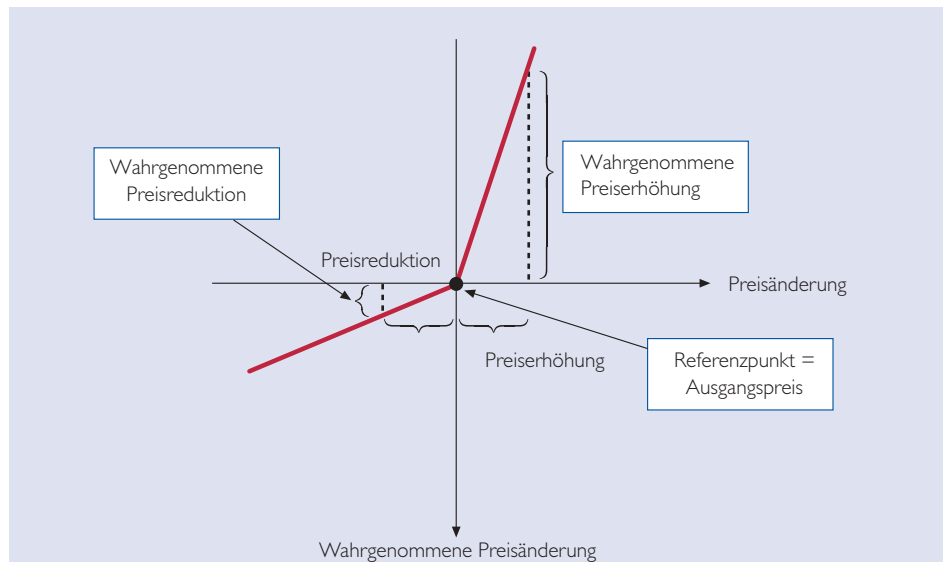 Wahrgenommene
Preisreduktion
Wahrgenommene
Preiserhöhung
Preisreduktion
Preisänderung
Preiserhöhung
Referenzpunkt =
Ausgangspreis
Wahrgenommene Preisänderung